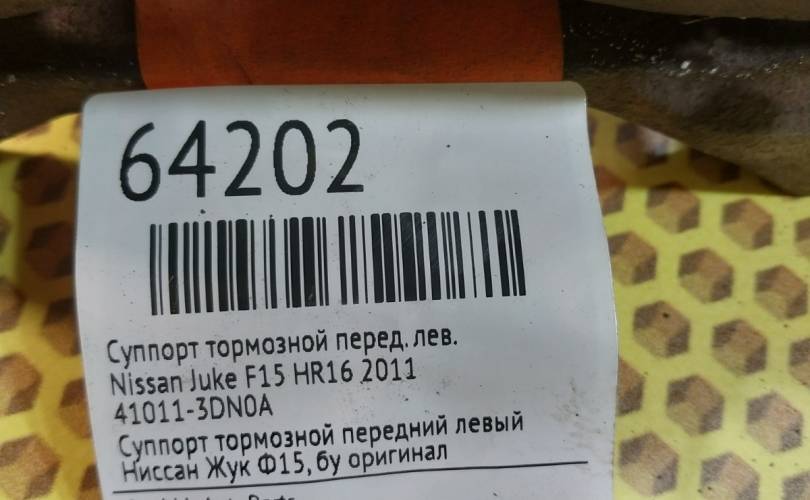 64202
Суппорт тормозной перед. лев.
Nissan Juke F15 HR16 2011
41011-3DN0A
Суппорт тормозной передний левый
Ниссан Жук Ф15, бу оригинал